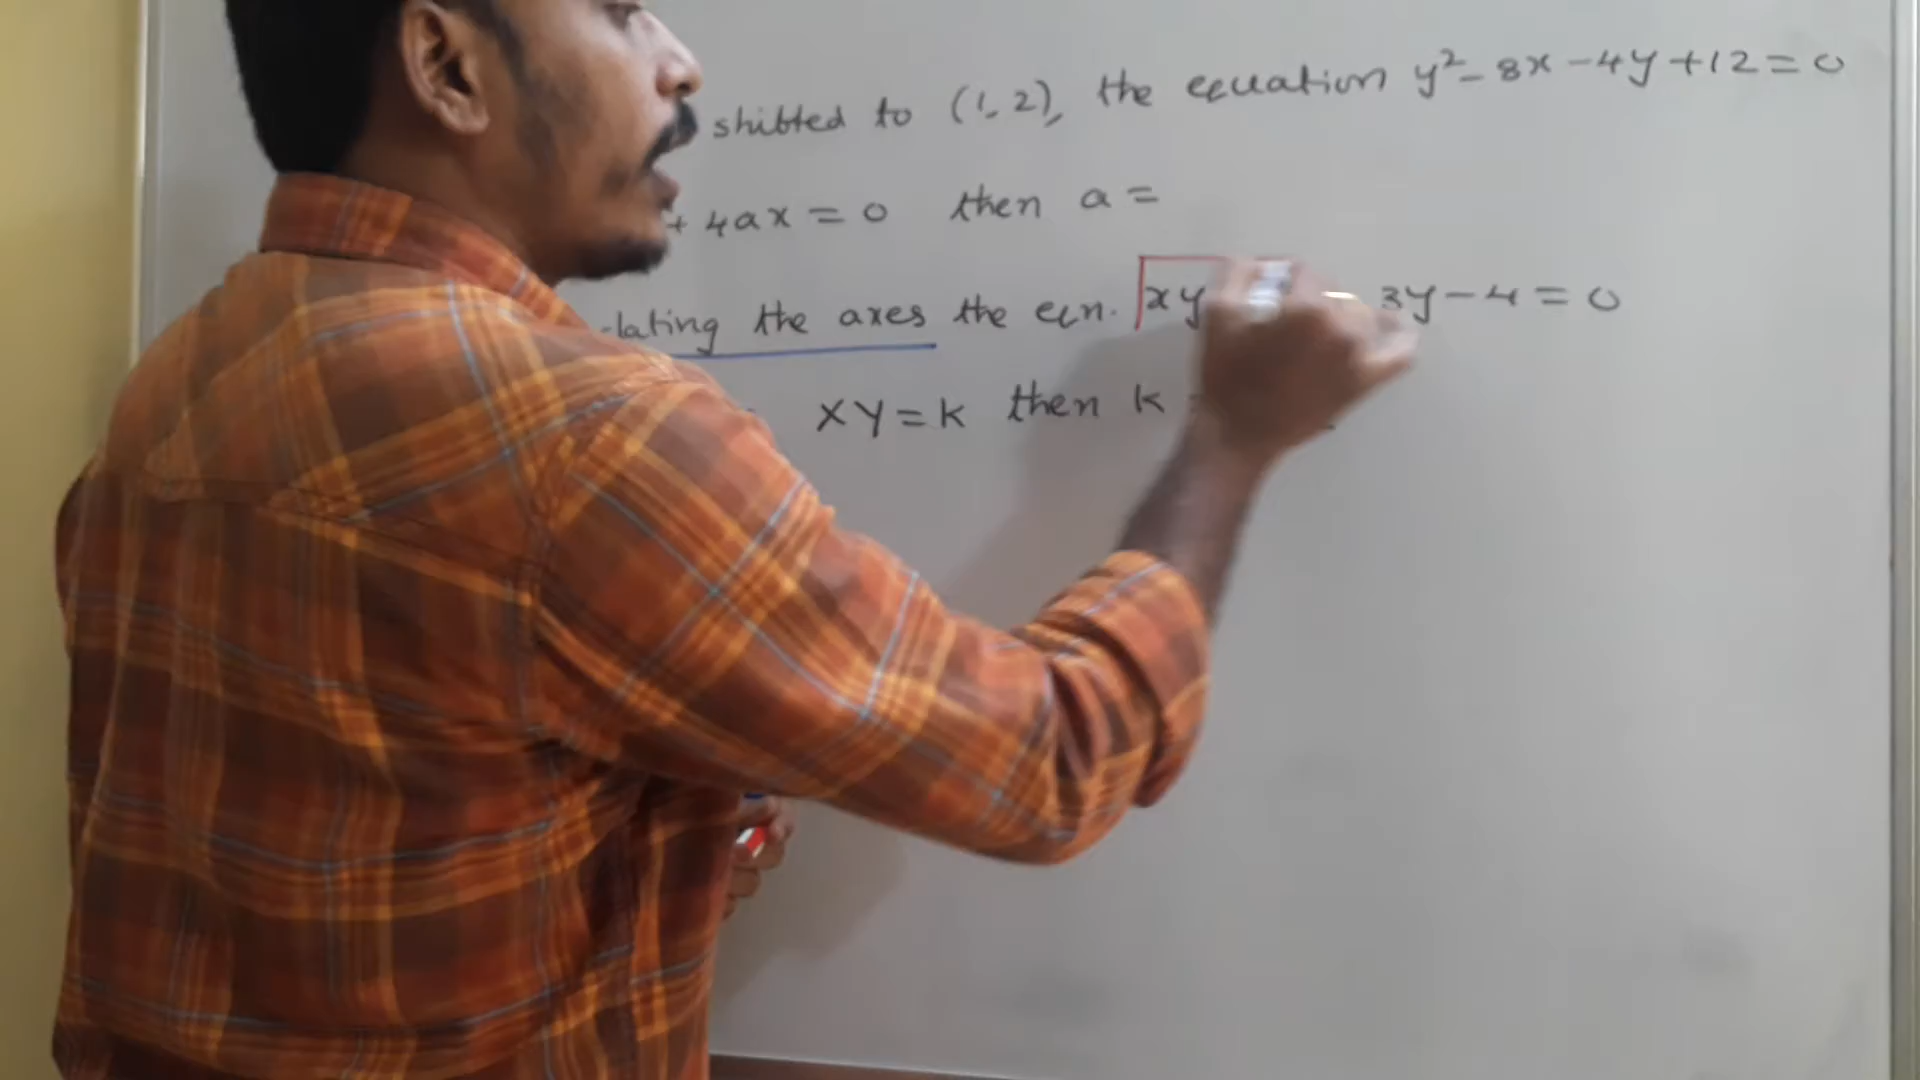 shifted to (1, 2), the equation y² - 8x - 4y + 12 = 0
+ 4ax = 0 then a =
-lating the axes the eqn. xy 3y - 4 = 0
XY = k then k